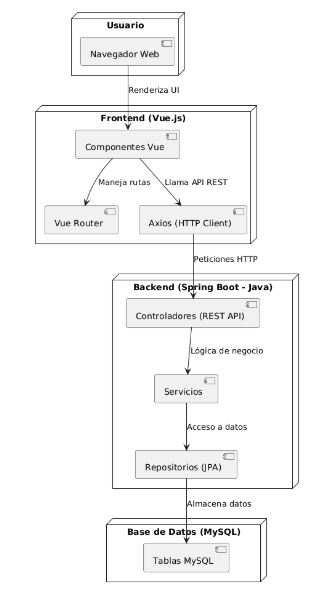 Usuario
Navegador Web
Renderiza UI
Frontend (Vue.js)
Componentes Vue
Maneja rutas
Llama API REST
Vue Router
Axios (HTTP Client)
Peticiones HTTP
Backend (Spring Boot - Java)
Controladores (REST API)
Lógica de negocio
Servicios
Acceso a datos
Repositorios (JPA)
Almacena datos
Base de Datos (MySQL)
Tablas MySQL